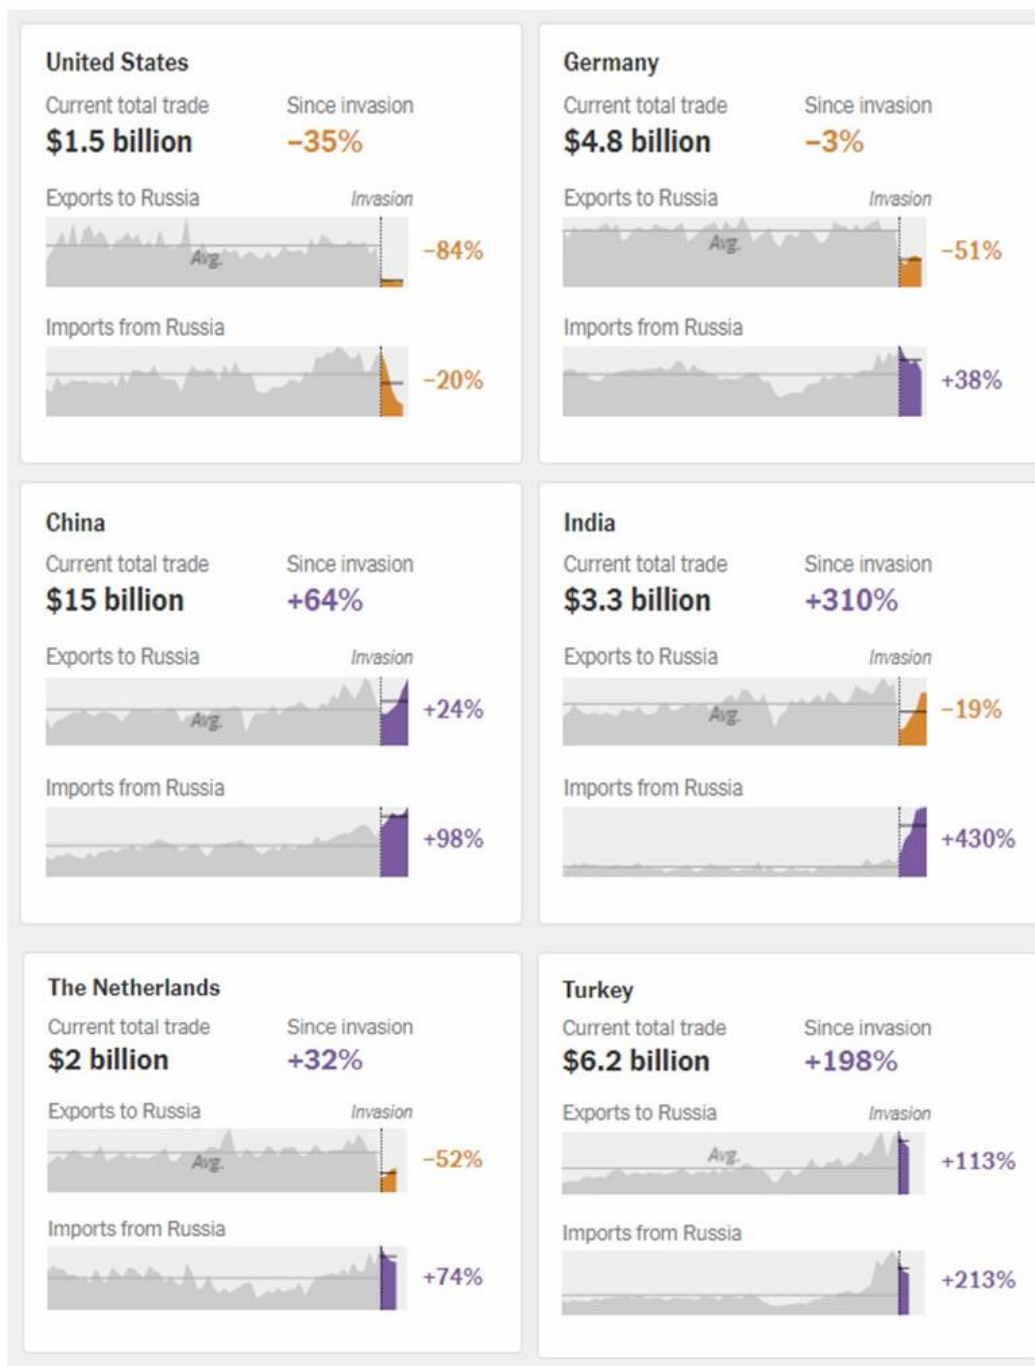 United States
Current total trade
Since invasion
$1.5 billion
−35%
Exports to Russia
Invasion
Avg.
−84%
Imports from Russia
−20%
Germany
Current total trade
Since invasion
$4.8 billion
−3%
Exports to Russia
Invasion
Avg.
−51%
Imports from Russia
+38%
China
Current total trade
Since invasion
$15 billion
+64%
Exports to Russia
Invasion
Avg.
+24%
Imports from Russia
+98%
India
Current total trade
Since invasion
$3.3 billion
+310%
Exports to Russia
Invasion
Avg.
−19%
Imports from Russia
+430%
The Netherlands
Current total trade
Since invasion
$2 billion
+32%
Exports to Russia
Invasion
Avg.
−52%
Imports from Russia
+74%
Turkey
Current total trade
Since invasion
$6.2 billion
+198%
Exports to Russia
Invasion
Avg.
+113%
Imports from Russia
+213%